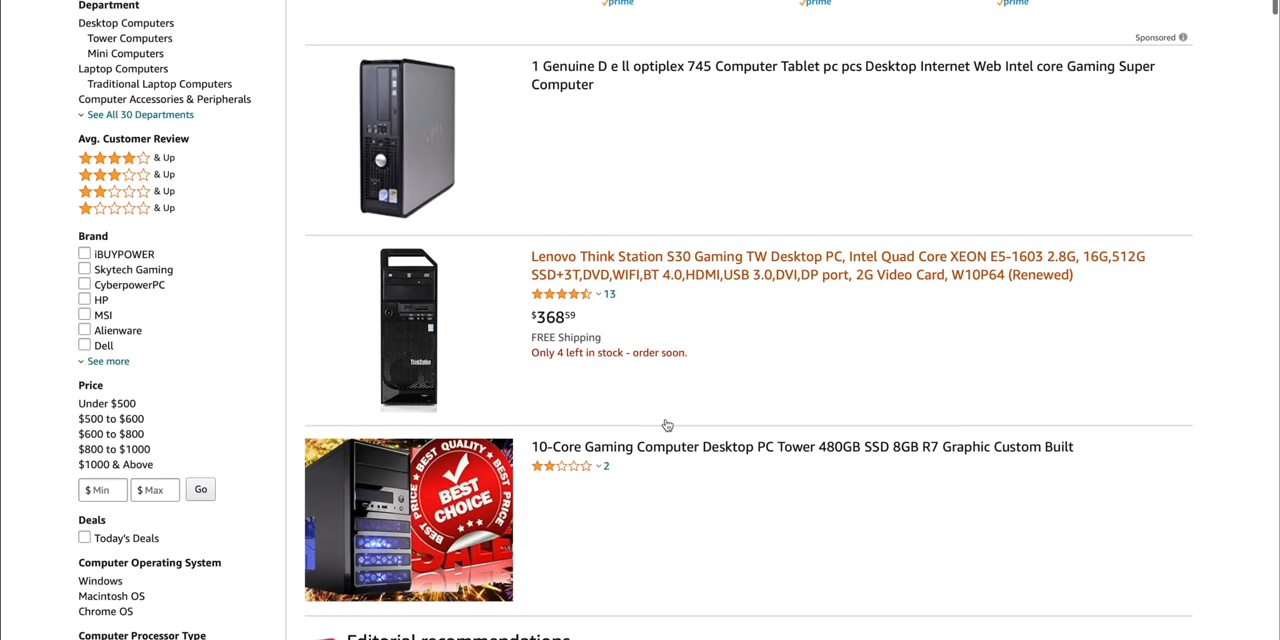 Department
Desktop Computers
Tower Computers
Mini Computers
Laptop Computers
Traditional Laptop Computers
Computer Accessories & Peripherals
See All 30 Departments
Avg. Customer Review
& Up
& Up
& Up
& Up
Brand
iBUYPOWER
Skytech Gaming
CyberpowerPC
HP
MSI
Alienware
Dell
See more
Price
Under $500
$500 to $600
$600 to $800
$800 to $1000
$1000 & Above
$ Min $ Max Go
Deals
Today's Deals
Computer Operating System
Windows
Macintosh OS
Chrome OS
Computer Processor Type
prime prime prime
Sponsored
1 Genuine D e ll optiplex 745 Computer Tablet pc pcs Desktop Internet Web Intel core Gaming Super
Computer
Lenovo Think Station S30 Gaming TW Desktop PC, Intel Quad Core XEON E5-1603 2.8G, 16G,512G
SSD+3T,DVD,WIFI,BT 4.0,HDMI,USB 3.0,DVI,DP port, 2G Video Card, W10P64 (Renewed)
13
$368 59
FREE Shipping
Only 4 left in stock - order soon.
ThinkStation
10-Core Gaming Computer Desktop PC Tower 480GB SSD 8GB R7 Graphic Custom Built
2
BEST QUALITY
BEST PRICE
BEST PRICE
BEST CHOICE
SALE
Editorial recommendations